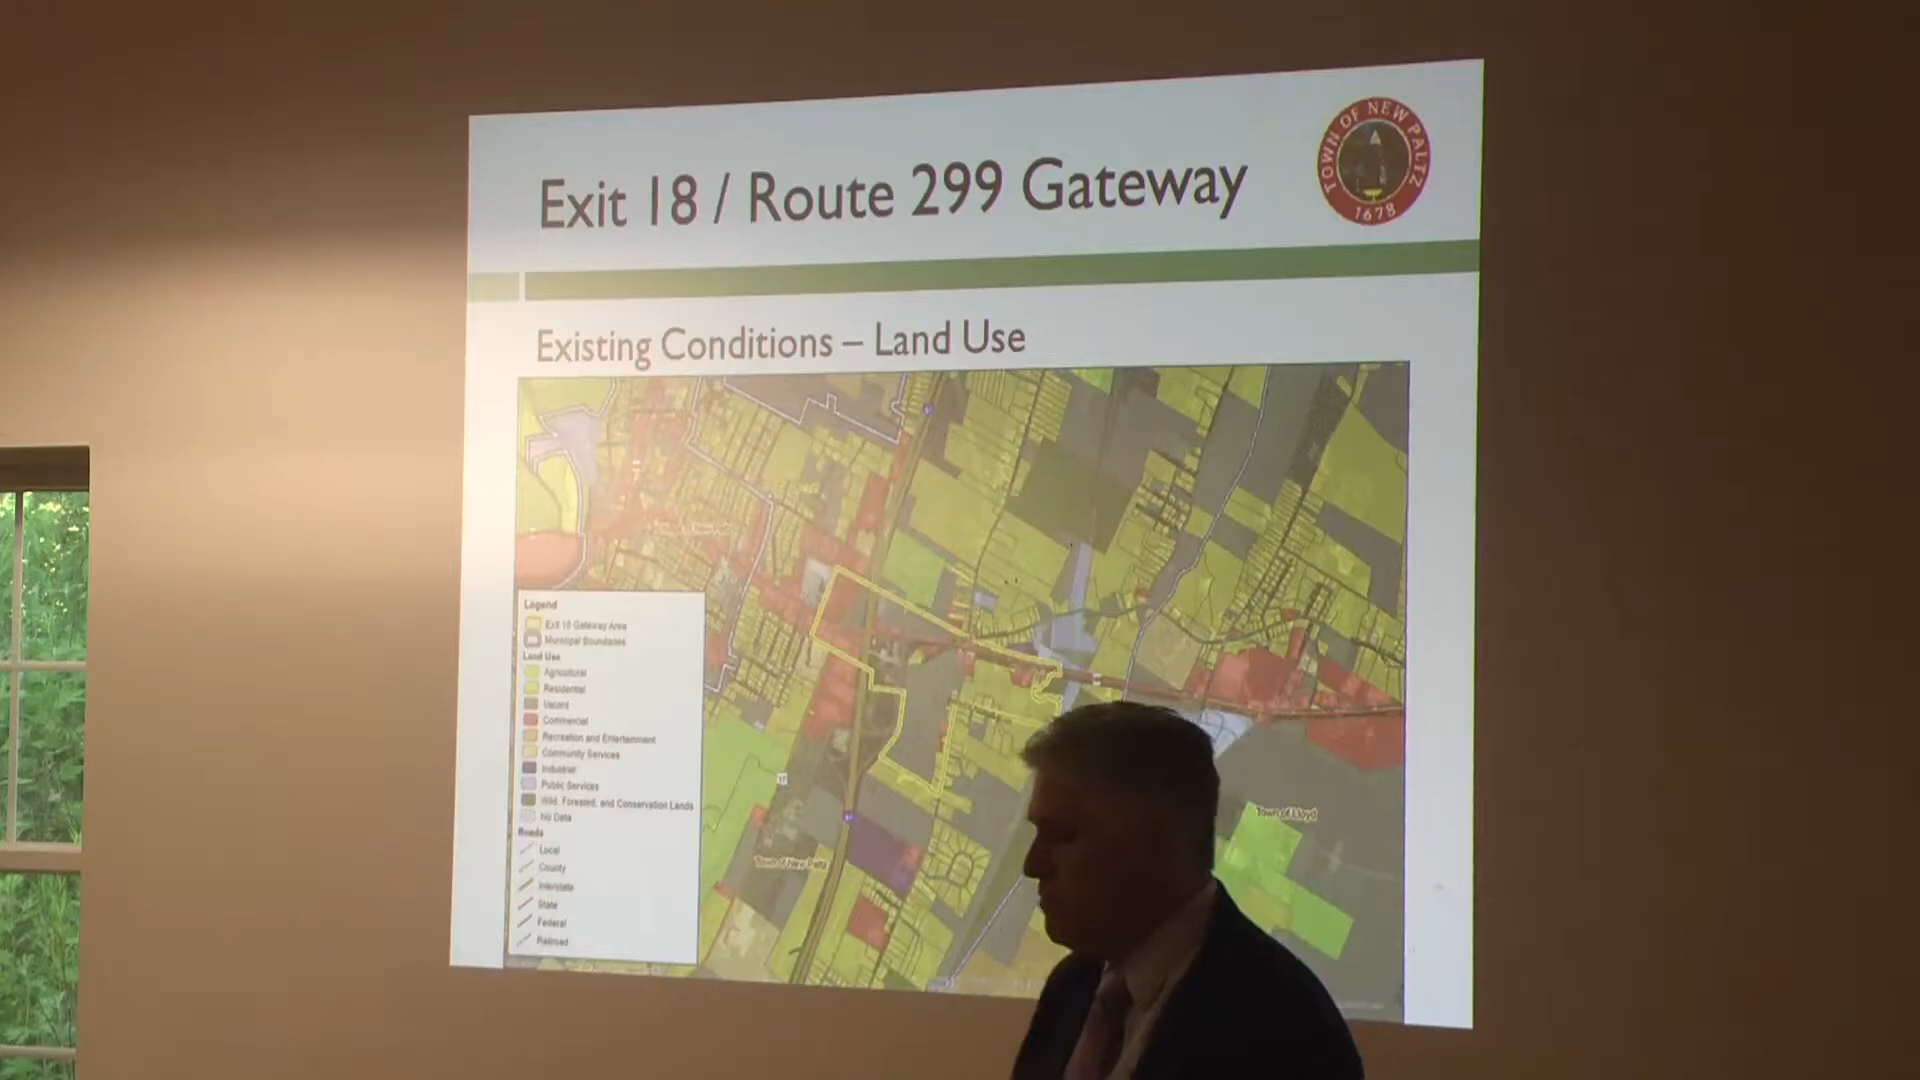 TOWN OF NEW PALTZ
1678
Exit 18 / Route 299 Gateway
Existing Conditions – Land Use
Legend
Exit 18 Gateway Area
Municipal Boundaries
Land Use
Agricultural
Residential
Vacant
Commercial
Recreation and Entertainment
Community Services
Industrial
Public Services
Wild, Forested, and Conservation Lands
No Data
Roads
Local
County
Interstate
State
Federal
Railroad
Town of New Paltz
Town of Lloyd